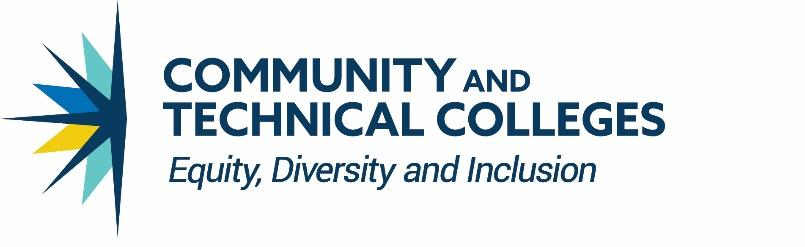 COMMUNITY AND
TECHNICAL COLLEGES
Equity, Diversity and Inclusion